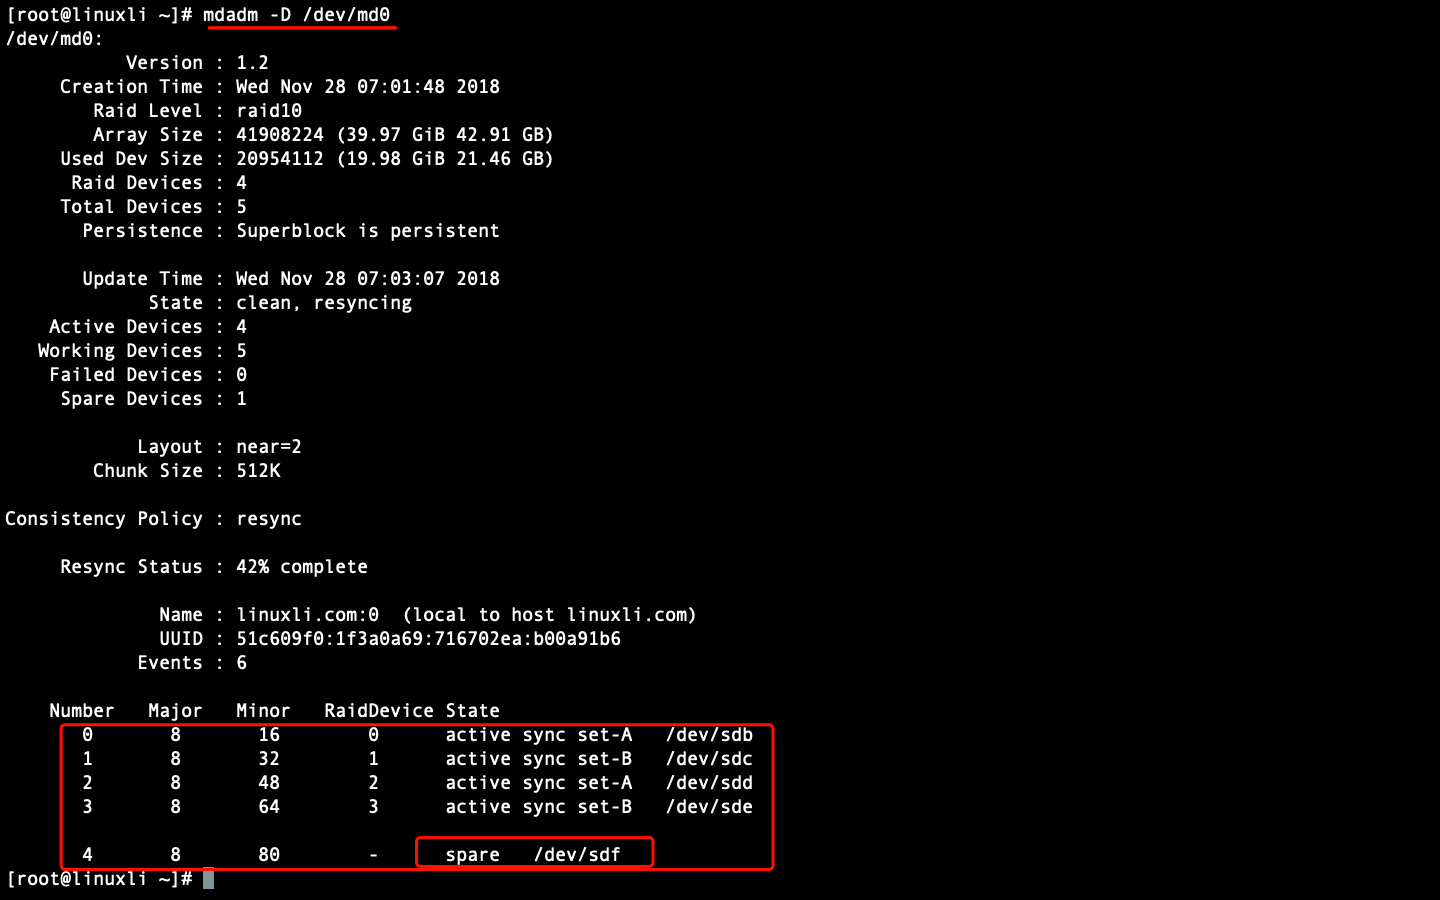 [root@linuxli ~]# mdadm -D /dev/md0
/dev/md0:
Version : 1.2
Creation Time : Wed Nov 28 07:01:48 2018
Raid Level : raid10
Array Size : 41908224 (39.97 GiB 42.91 GB)
Used Dev Size : 20954112 (19.98 GiB 21.46 GB)
Raid Devices : 4
Total Devices : 5
Persistence : Superblock is persistent
Update Time : Wed Nov 28 07:03:07 2018
State : clean, resyncing
Active Devices : 4
Working Devices : 5
Failed Devices : 0
Spare Devices : 1
Layout : near=2
Chunk Size : 512K
Consistency Policy : resync
Resync Status : 42% complete
Name : linuxli.com:0  (local to host linuxli.com)
UUID : 51c609f0:1f3a0a69:716702ea:b00a91b6
Events : 6
Number   Major   Minor   RaidDevice State
0       8       16        0      active sync set-A   /dev/sdb
1       8       32        1      active sync set-B   /dev/sdc
2       8       48        2      active sync set-A   /dev/sdd
3       8       64        3      active sync set-B   /dev/sde
4       8       80        -      spare   /dev/sdf
[root@linuxli ~]#